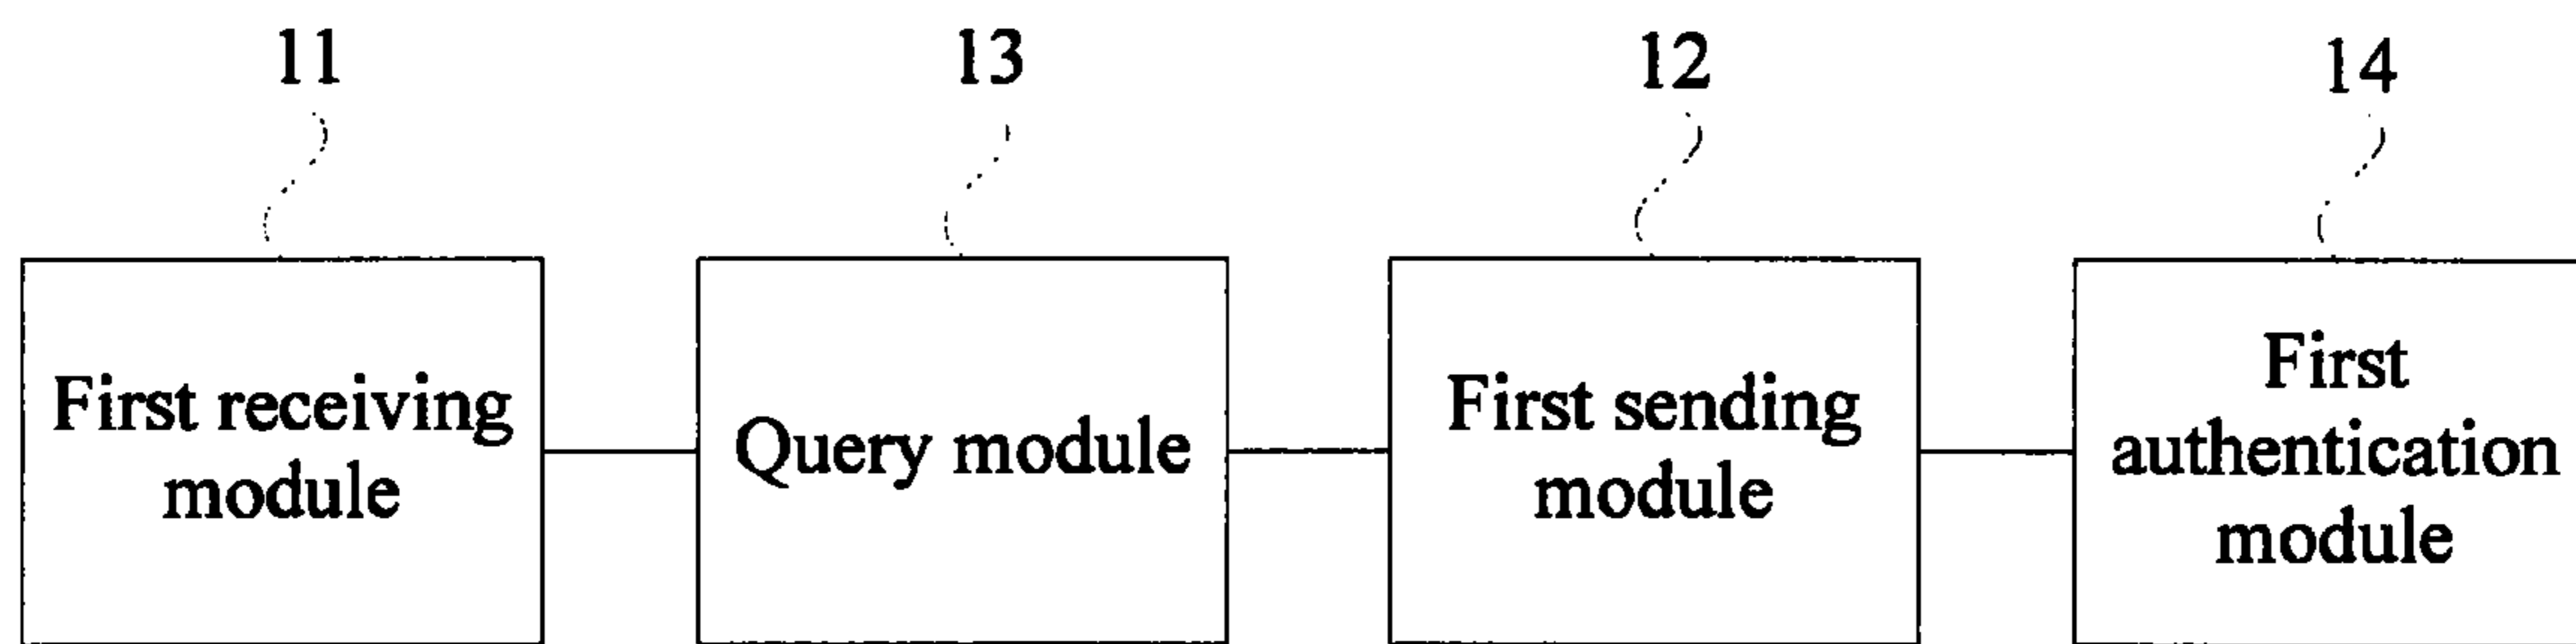 11
13
12
14
First receiving
module
Query module
First sending
module
First
authentication
module